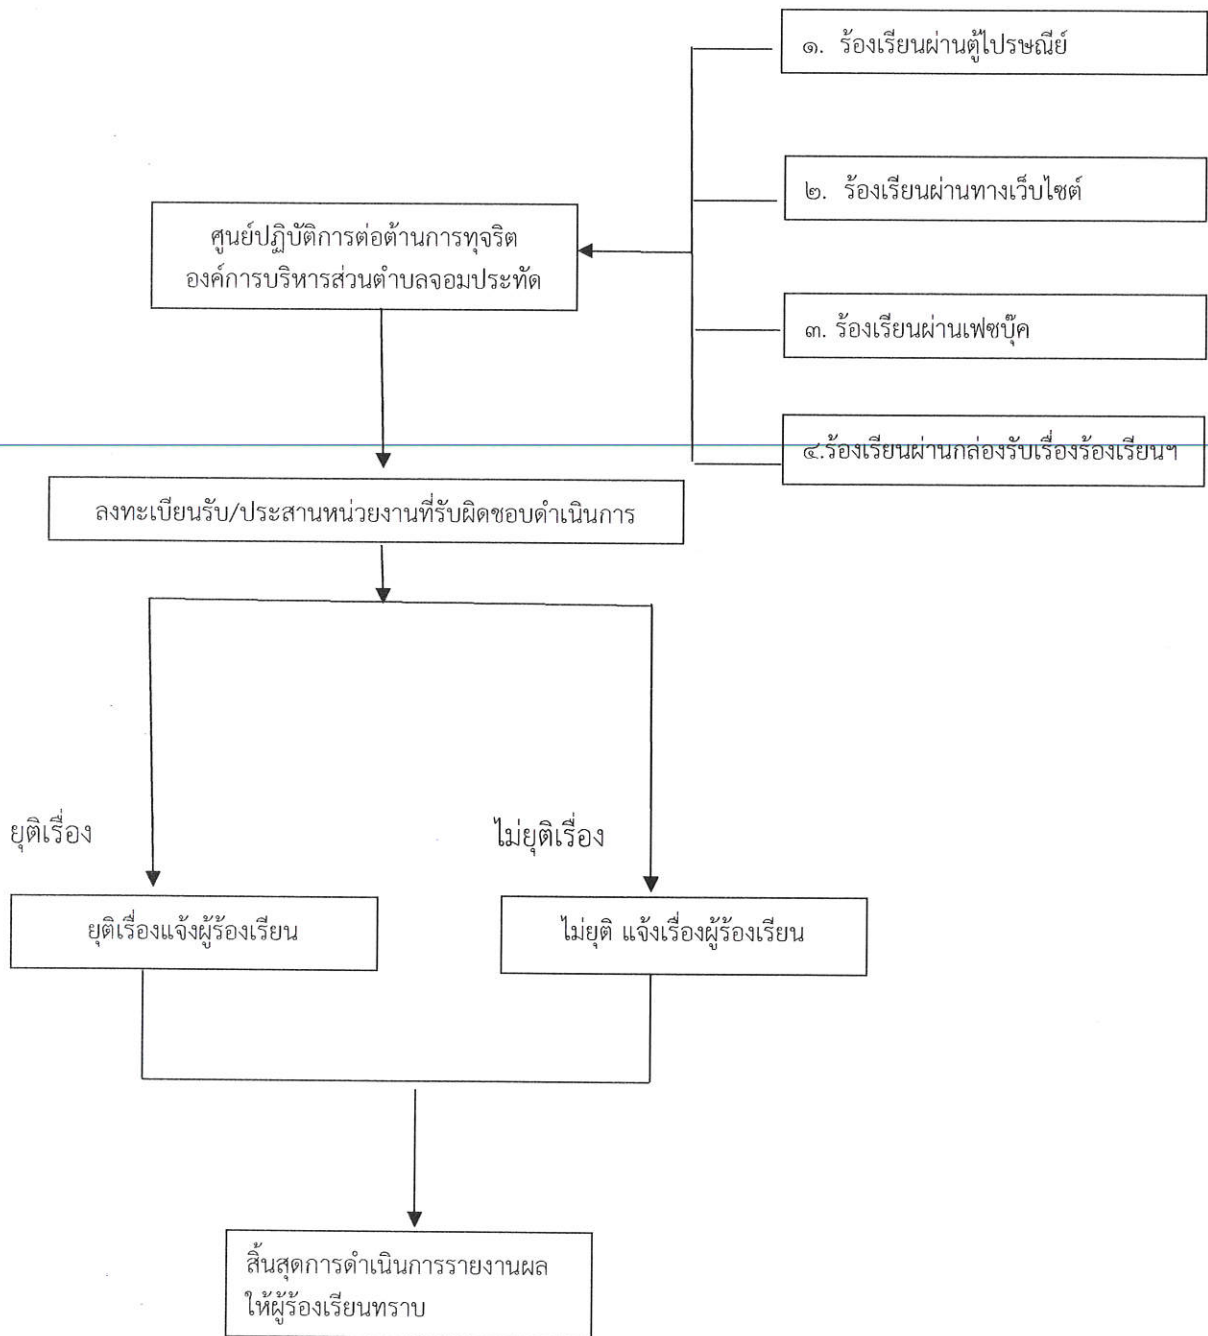 ๑. ร้องเรียนผ่านตู้ไปรษณีย์
๒. ร้องเรียนผ่านทางเว็บไซต์
ศูนย์ปฏิบัติการต่อต้านการทุจริต
องค์การบริหารส่วนตำบลจอมประทัด
๓. ร้องเรียนผ่านเฟซบุ๊ค
๔.ร้องเรียนผ่านกล่องรับเรื่องร้องเรียนฯ
ลงทะเบียนรับ/ประสานหน่วยงานที่รับผิดชอบดำเนินการ
ยุติเรื่อง
ไม่ยุติเรื่อง
ยุติเรื่องแจ้งผู้ร้องเรียน
ไม่ยุติ แจ้งเรื่องผู้ร้องเรียน
สิ้นสุดการดำเนินการรายงานผล
ให้ผู้ร้องเรียนทราบ